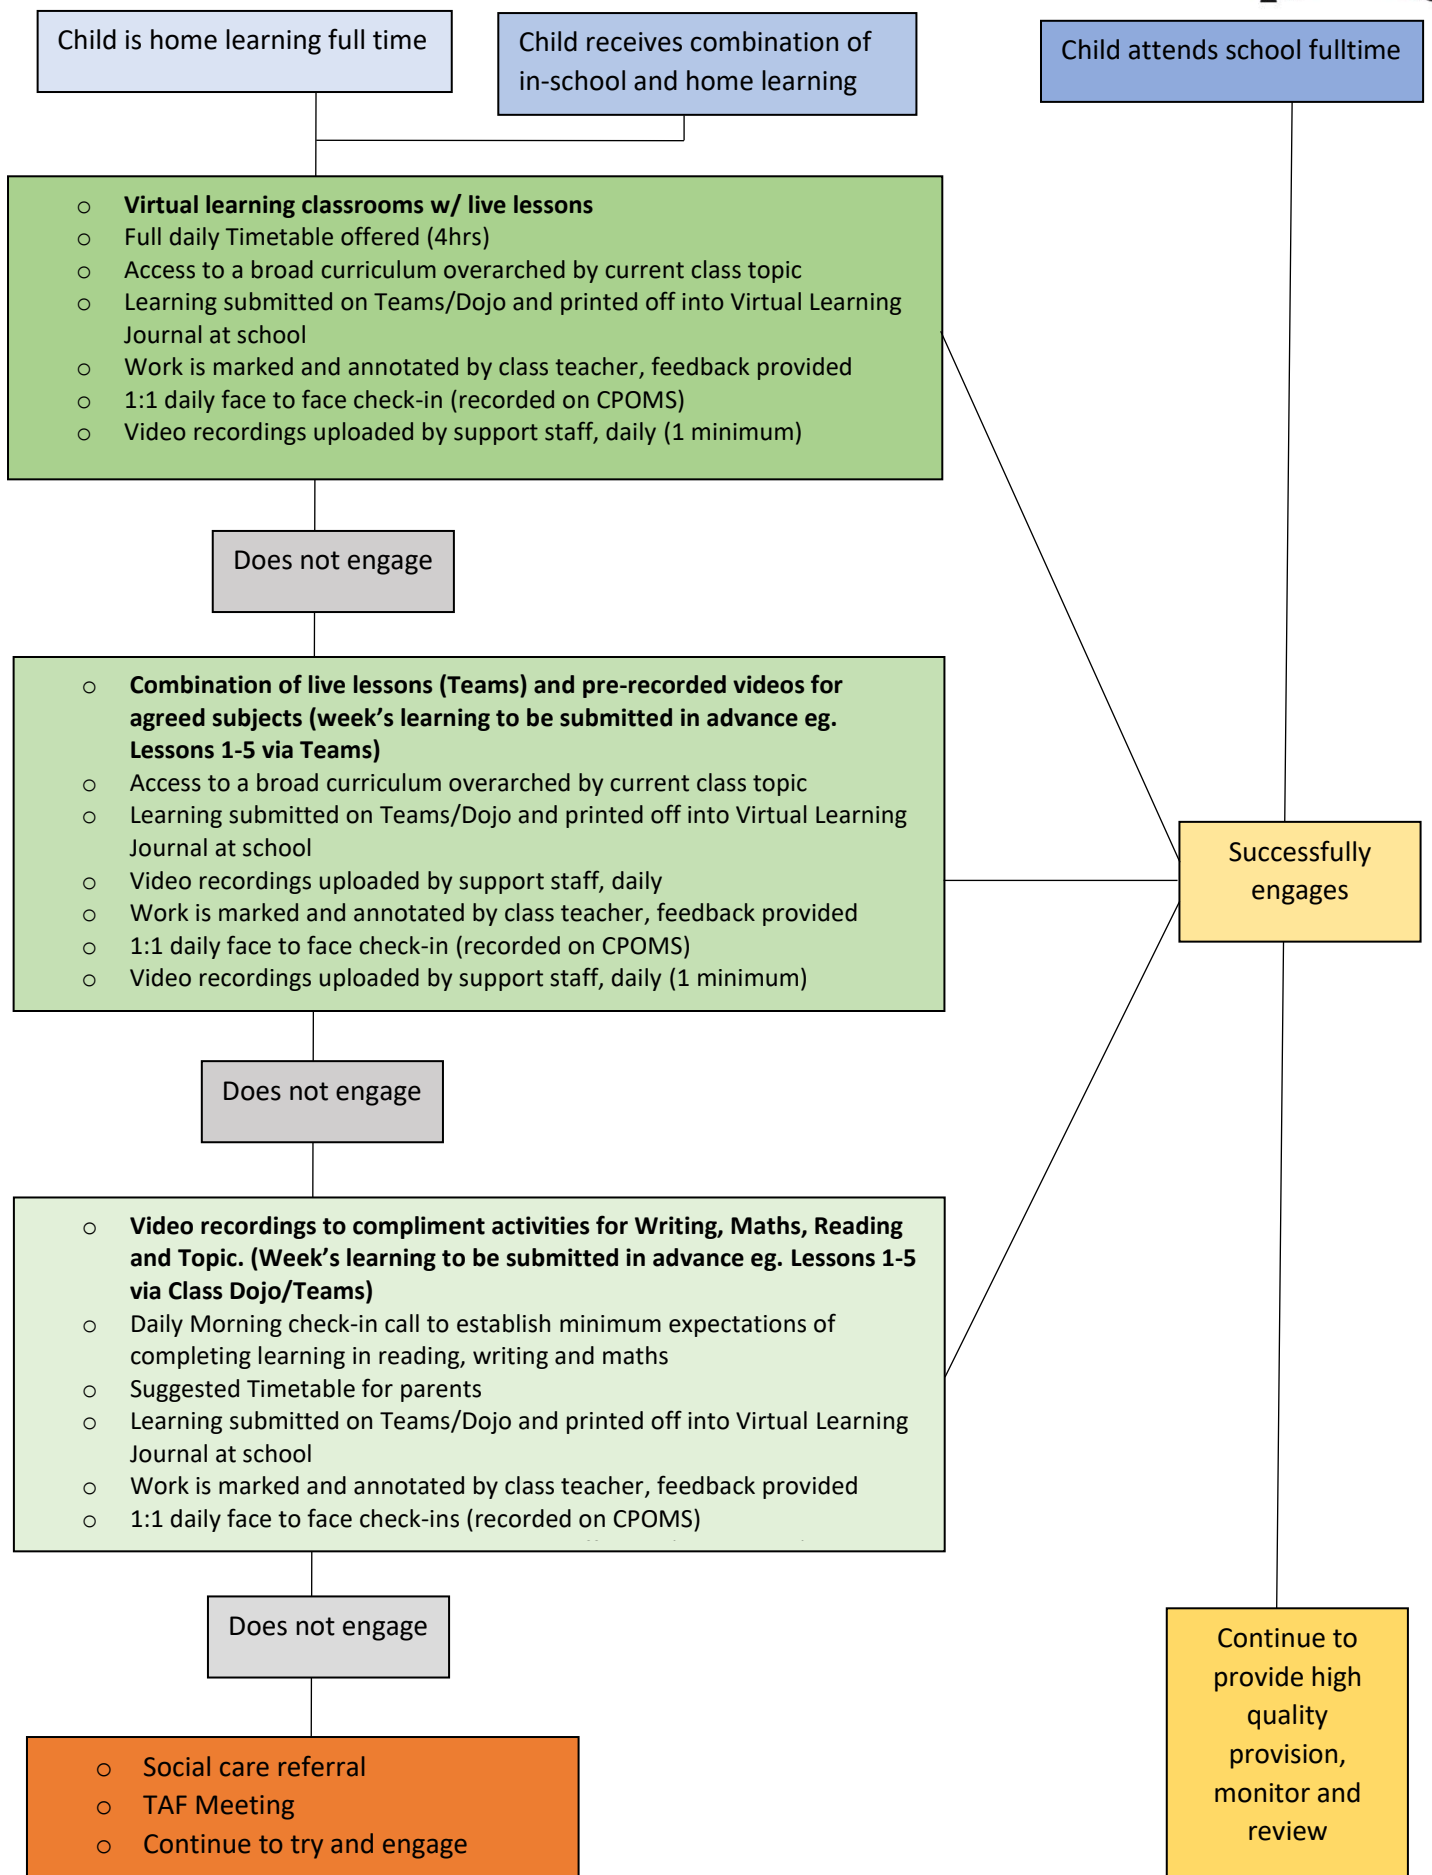 Child is home learning full time
Child receives combination of
in-school and home learning
Child attends school fulltime
o Virtual learning classrooms w/ live lessons
o Full daily Timetable offered (4hrs)
o Access to a broad curriculum overarched by current class topic
o Learning submitted on Teams/Dojo and printed off into Virtual Learning
Journal at school
o Work is marked and annotated by class teacher, feedback provided
o 1:1 daily face to face check-in (recorded on CPOMS)
o Video recordings uploaded by support staff, daily (1 minimum)
Does not engage
o Combination of live lessons (Teams) and pre-recorded videos for
agreed subjects (week’s learning to be submitted in advance eg.
Lessons 1-5 via Teams)
o Access to a broad curriculum overarched by current class topic
o Learning submitted on Teams/Dojo and printed off into Virtual Learning
Journal at school
o Video recordings uploaded by support staff, daily
o Work is marked and annotated by class teacher, feedback provided
o 1:1 daily face to face check-in (recorded on CPOMS)
o Video recordings uploaded by support staff, daily (1 minimum)
Successfully
engages
Does not engage
o Video recordings to compliment activities for Writing, Maths, Reading
and Topic. (Week’s learning to be submitted in advance eg. Lessons 1-5
via Class Dojo/Teams)
o Daily Morning check-in call to establish minimum expectations of
completing learning in reading, writing and maths
o Suggested Timetable for parents
o Learning submitted on Teams/Dojo and printed off into Virtual Learning
Journal at school
o Work is marked and annotated by class teacher, feedback provided
o 1:1 daily face to face check-ins (recorded on CPOMS)
Does not engage
o Social care referral
o TAF Meeting
o Continue to try and engage
Continue to
provide high
quality
provision,
monitor and
review